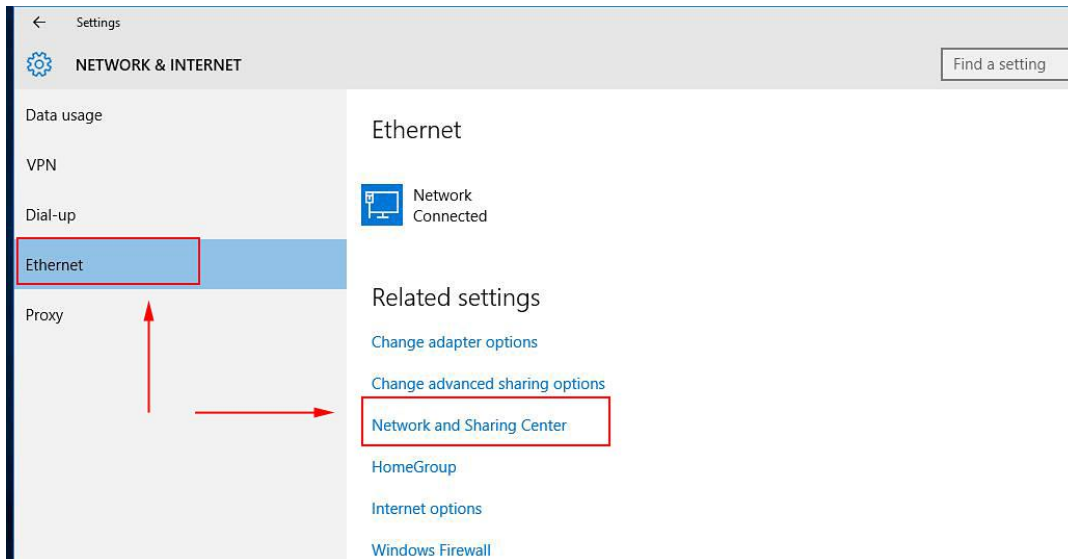 Settings
NETWORK & INTERNET
Find a setting
Data usage
VPN
Dial-up
Ethernet
Proxy
Ethernet
Network
Connected
Related settings
Change adapter options
Change advanced sharing options
Network and Sharing Center
HomeGroup
Internet options
Windows Firewall